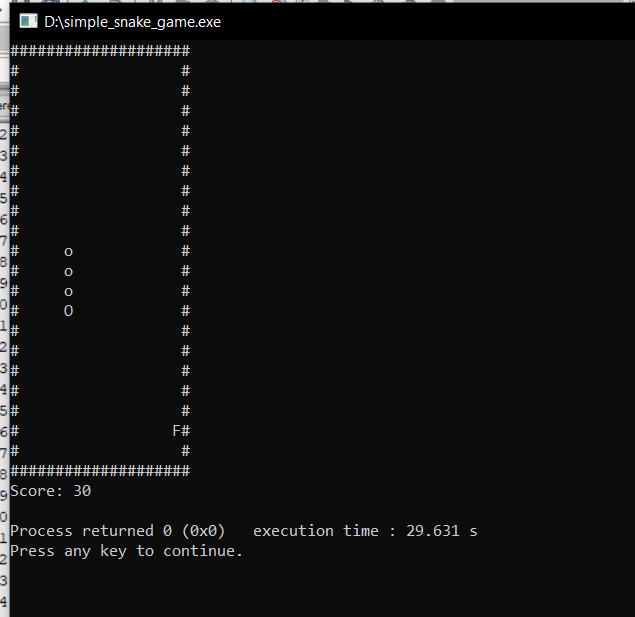 D:\simple_snake_game.exe
####################
#                  #
#                  #
#                  #
#                  #
#                  #
#                  #
#                  #
#                  #
#                  #
#     o            #
#     o            #
#     o            #
#     O            #
#                  #
#                  #
#                  #
#                  #
#                  #
#                 F#
#                  #
####################
Score: 30
Process returned 0 (0x0)   execution time : 29.631 s
Press any key to continue.